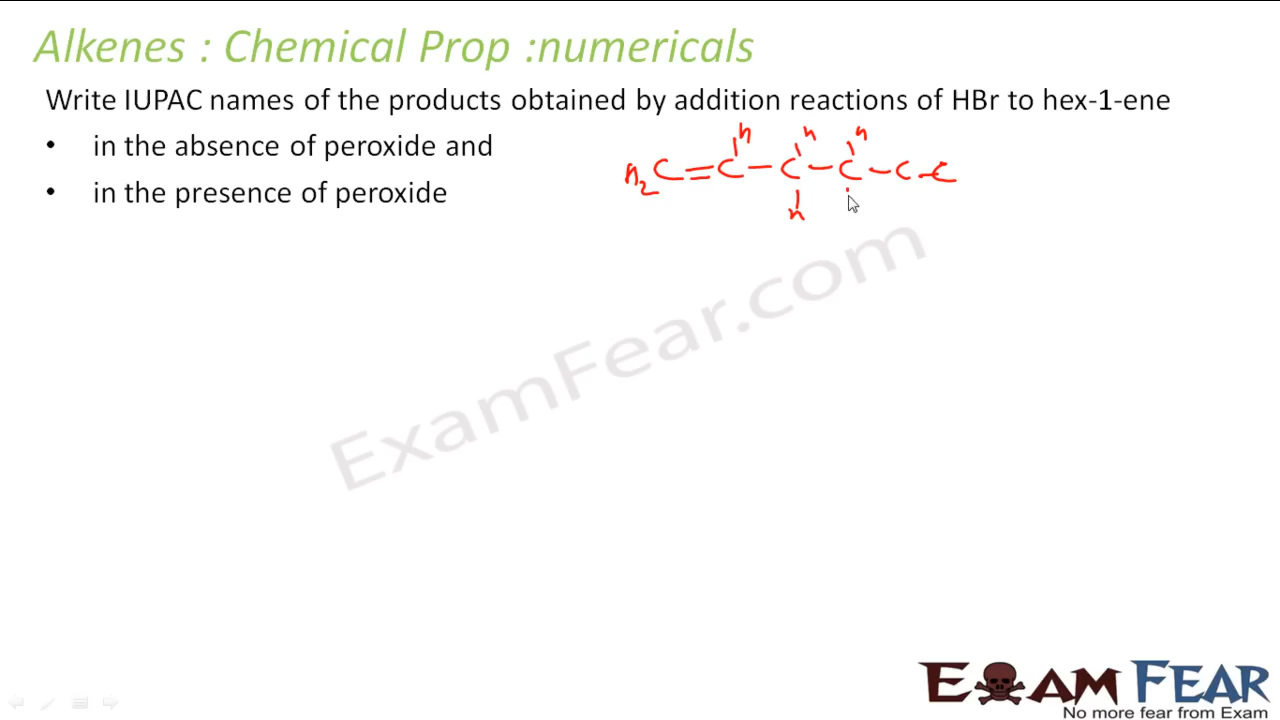 Alkenes : Chemical Prop :numericals
Write IUPAC names of the products obtained by addition reactions of HBr to hex-1-ene
• in the absence of peroxide and
• in the presence of peroxide
H H H
H2C=C-C-C-C-C
H
ExamFear.com
EXAM FEAR
No more fear from Exam